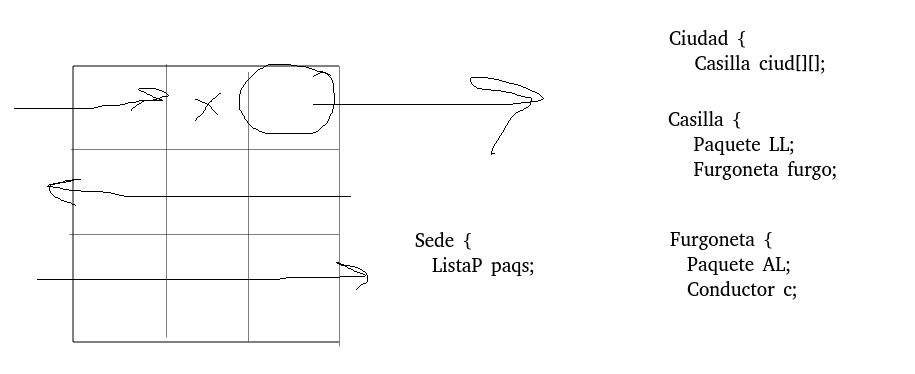 Ciudad {
Casilla ciud[][];
Casilla {
Paquete LL;
Furgoneta furgo;
Sede {
ListaP paqs;
Furgoneta {
Paquete AL;
Conductor c;